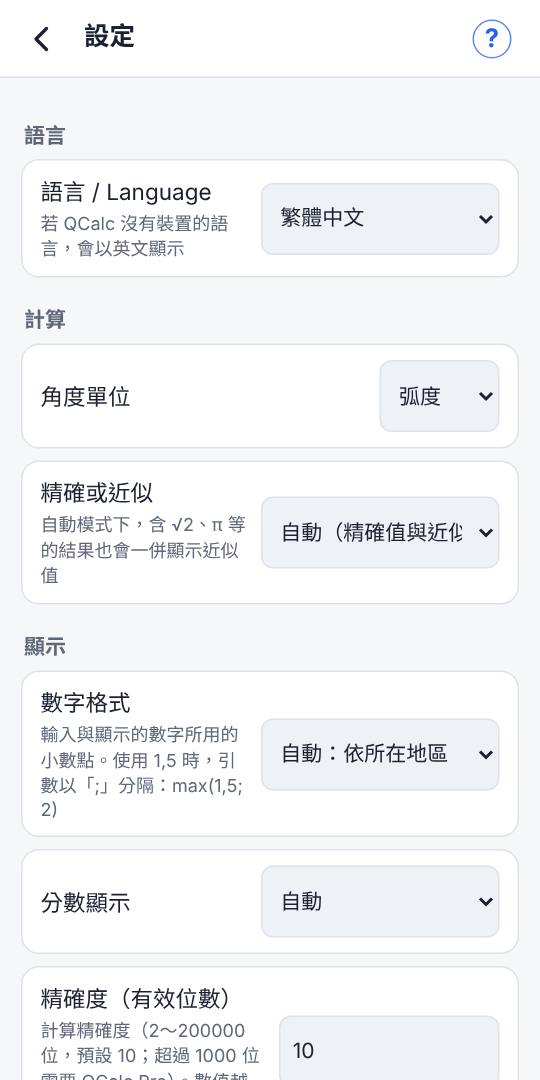 設定
?
語言
語言 / Language
若 QCalc 沒有裝置的語
言，會以英文顯示
繁體中文
計算
角度單位
弧度
精確或近似
自動模式下，含 √2、π 等
的結果也會一併顯示近似
值
自動（精確值與近似
顯示
數字格式
輸入與顯示的數字所用的
小數點。使用 1,5 時，引
數以「;」分隔：max(1,5;
2)
自動：依所在地區
分數顯示
自動
精確度（有效位數）
計算精確度（2～200000
位，預設 10；超過 1000 位
需要 QCalc Pro）。數值越
10